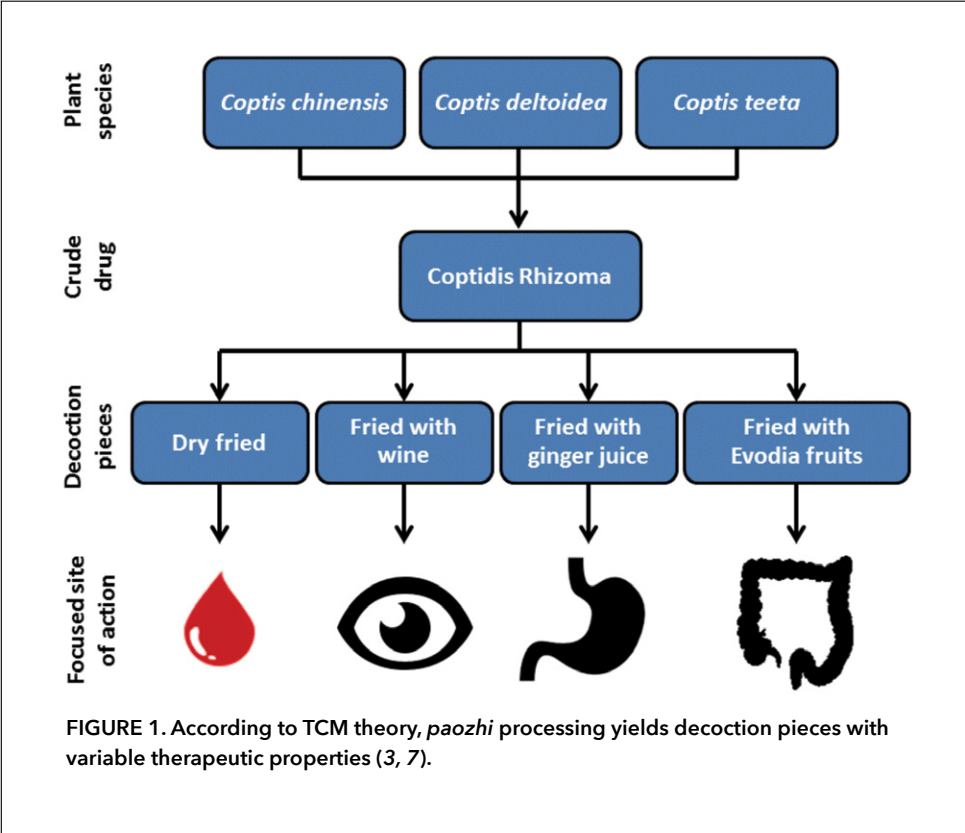 Plant
species
Coptis chinensis
Coptis deltoidea
Coptis teeta
Crude
drug
Coptidis Rhizoma
Decoction
pieces
Dry fried
Fried with
wine
Fried with
ginger juice
Fried with
Evodia fruits
Focused site
of action
FIGURE 1. According to TCM theory, paozhi processing yields decoction pieces with
variable therapeutic properties (3, 7).